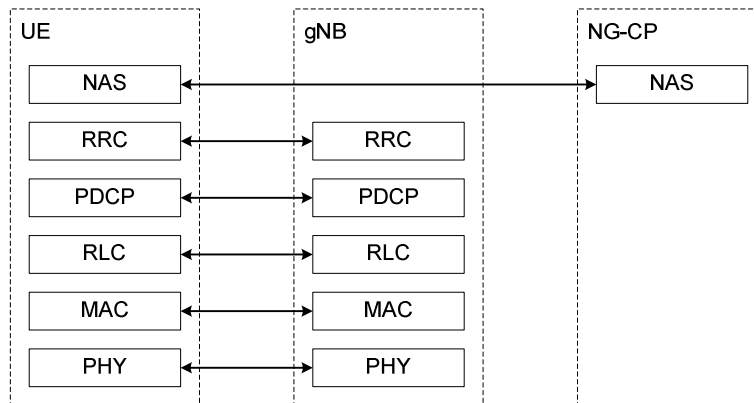 UE gNB NG-CP
NAS NAS
RRC RRC
PDCP PDCP
RLC RLC
MAC MAC
PHY PHY